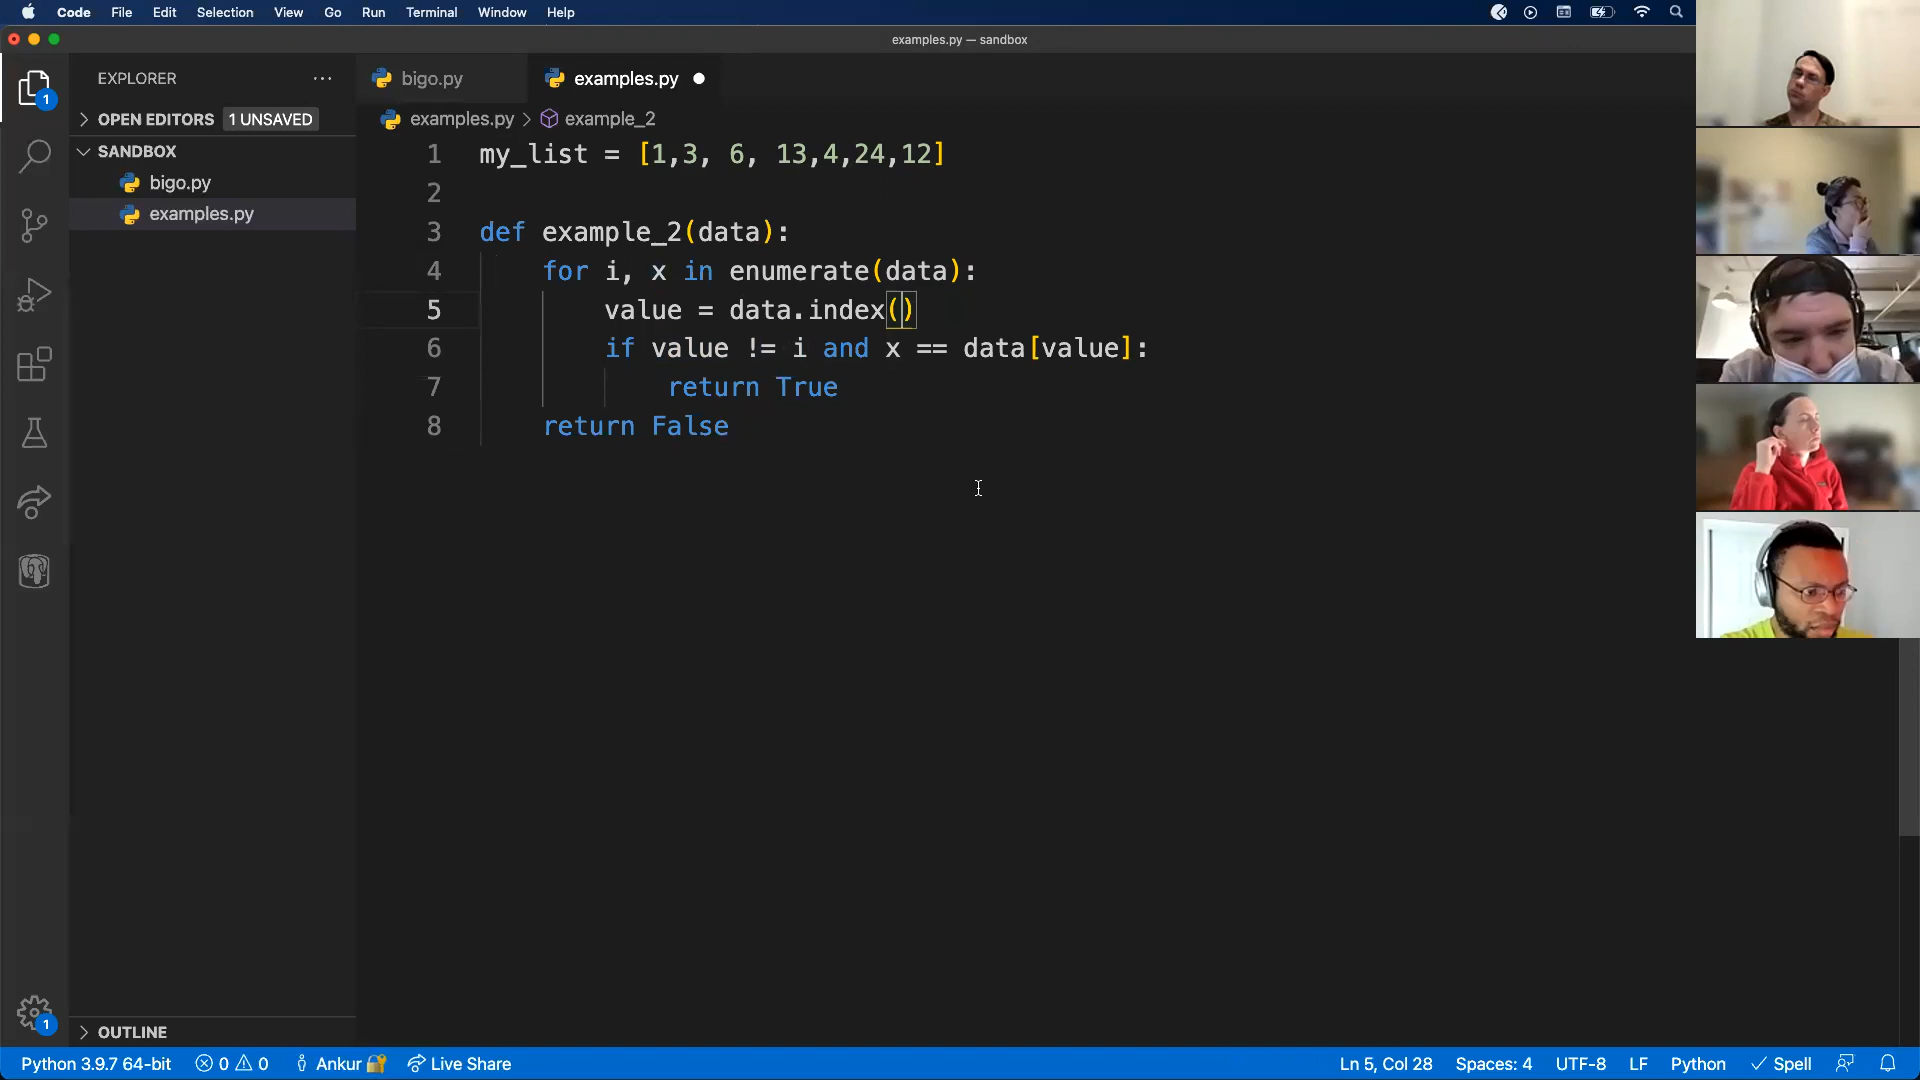 Code File Edit Selection View Go Run Terminal Window Help
examples.py — sandbox
EXPLORER
bigo.py
examples.py
1
OPEN EDITORS 1 UNSAVED
examples.py > example_2
SANDBOX
bigo.py
examples.py
1 my_list = [1,3, 6, 13,4,24,12]
2
3 def example_2(data):
4 for i, x in enumerate(data):
5 value = data.index()
6 if value != i and x == data[value]:
7 return True
8 return False
1
OUTLINE
Python 3.9.7 64-bit 0 0 Ankur Live Share Ln 5, Col 28 Spaces: 4 UTF-8 LF Python Spell